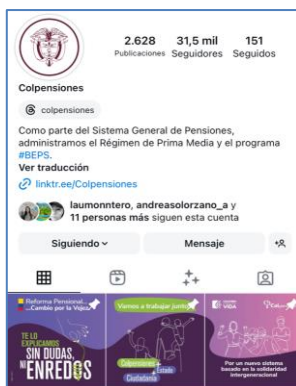 2.628 31,5 mil 151
Publicaciones Seguidores Seguidos
Colpensiones
colpensiones
Como parte del Sistema General de Pensiones,
administramos el Régimen de Prima Media y el programa
#BEPS.
Ver traducción
linktr.ee/Colpensiones
laumonntero, andreasolorzano_a y
11 personas más siguen esta cuenta
Siguiendo
Mensaje
Reforma Pensional...
...Cambio por la Vejez
TE LO
EXPLICAMOS
SIN DUDAS,
NI ENREDOS
Vamos a trabajar juntos
Colpensiones
Estado
Ciudadanía
VIDA
Por un nuevo sistema
basado en la solidaridad
intergeneracional